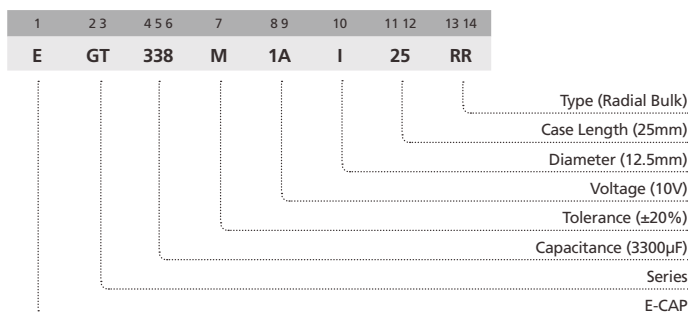 1 2 3 4 5 6 7 8 9 10 11 12 13 14
E GT 338 M 1A I 25 RR
Type (Radial Bulk)
Case Length (25mm)
Diameter (12.5mm)
Voltage (10V)
Tolerance (±20%)
Capacitance (3300μF)
Series
E-CAP